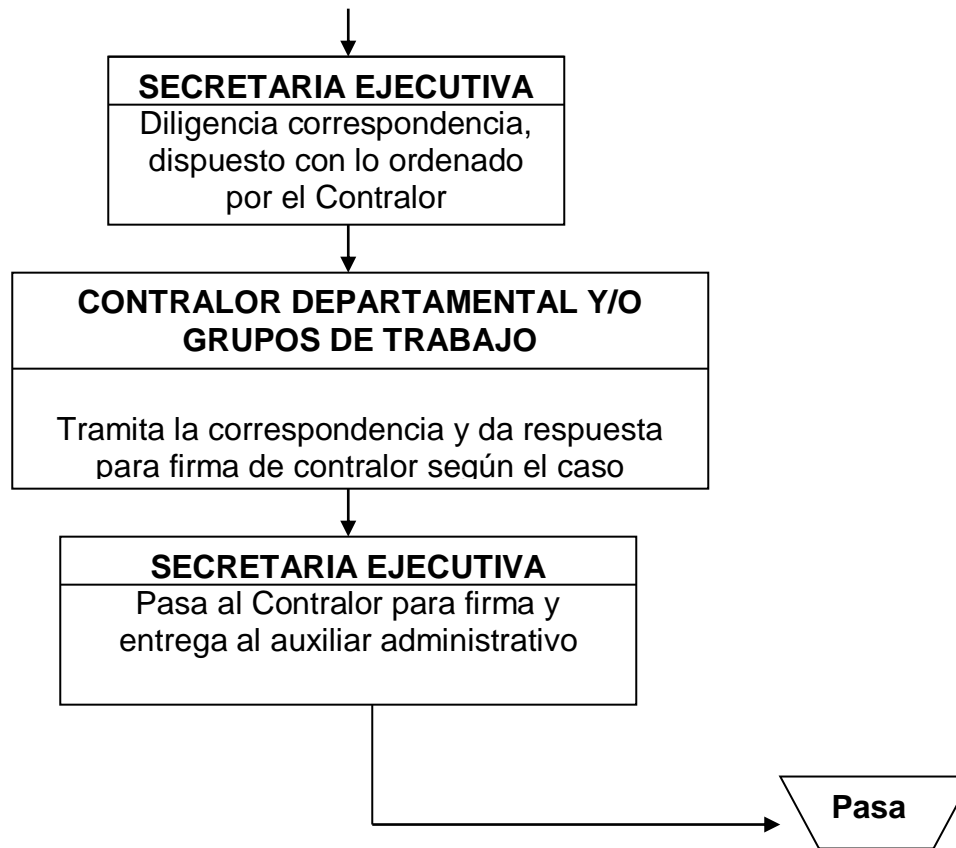 SECRETARIA EJECUTIVA
Diligencia correspondencia,
dispuesto con lo ordenado
por el Contralor
CONTRALOR DEPARTAMENTAL Y/O
GRUPOS DE TRABAJO
Tramita la correspondencia y da respuesta
para firma de contralor según el caso
SECRETARIA EJECUTIVA
Pasa al Contralor para firma y
entrega al auxiliar administrativo
Pasa